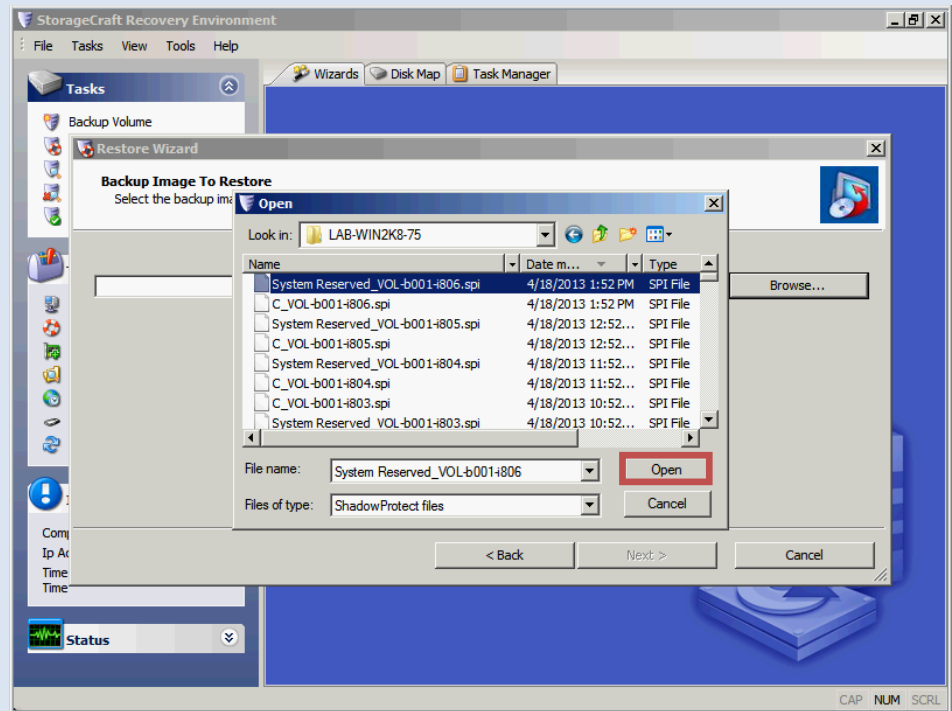 StorageCraft Recovery Environment
File Tasks View Tools Help
Wizards Disk Map Task Manager
Tasks
Backup Volume
Restore Wizard
Backup Image To Restore
Select the backup
Open
Look in: LAB-WIN2K8-75
Name Date m... Type
System Reserved_VOL-b001-i806.spi 4/18/2013 1:52 PM SPI File
C_VOL-b001-i806.spi 4/18/2013 1:52 PM SPI File
System Reserved_VOL-b001-i805.spi 4/18/2013 12:52... SPI File
C_VOL-b001-i805.spi 4/18/2013 12:52... SPI File
System Reserved_VOL-b001-i804.spi 4/18/2013 11:52... SPI File
C_VOL-b001-i804.spi 4/18/2013 11:52... SPI File
C_VOL-b001-i803.spi 4/18/2013 10:52... SPI File
System Reserved_VOL-b001-i803.spi 4/18/2013 10:52... SPI File
Browse...
File name: System Reserved_VOL-b001-i806 Open
Files of type: ShadowProtect files Cancel
< Back Next > Cancel
Ip
Time
Time
Status
CAP NUM SCRL